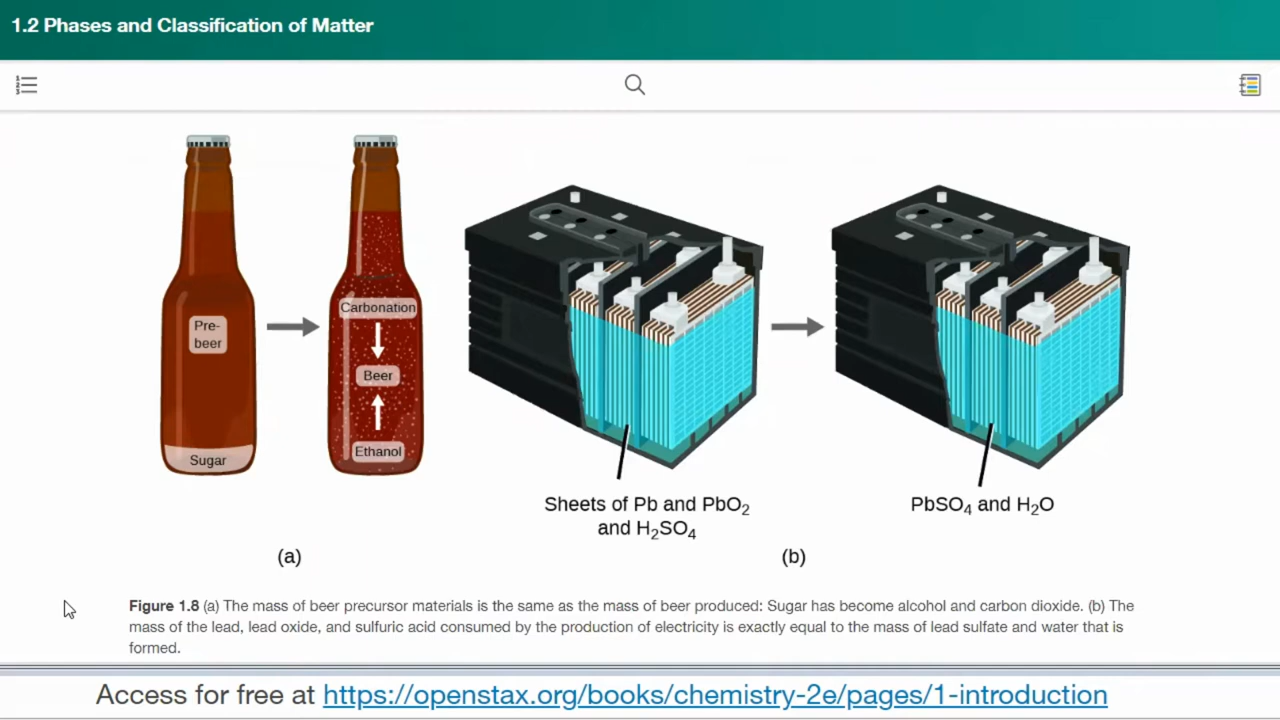 1.2 Phases and Classification of Matter
Pre-
beer
Sugar
Carbonation
Beer
Ethanol
(a)
Sheets of Pb and PbO₂
and H₂SO₄
PbSO₄ and H₂O
(b)
Figure 1.8 (a) The mass of beer precursor materials is the same as the mass of beer produced: Sugar has become alcohol and carbon dioxide. (b) The
mass of the lead, lead oxide, and sulfuric acid consumed by the production of electricity is exactly equal to the mass of lead sulfate and water that is
formed.
Access for free at https://openstax.org/books/chemistry-2e/pages/1-introduction